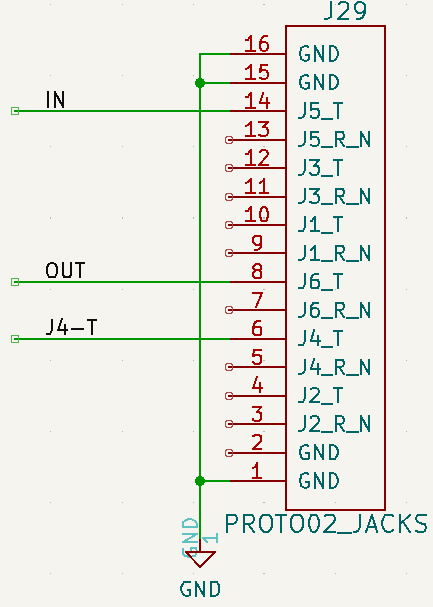 J29
16 GND
15 GND
IN 14 J5_T
13 J5_R_N
12 J3_T
11 J3_R_N
10 J1_T
9 J1_R_N
OUT 8 J6_T
7 J6_R_N
J4-T 6 J4_T
5 J4_R_N
4 J2_T
3 J2_R_N
2 GND
1 GND
PROTO02_JACKS
GND 1
GND